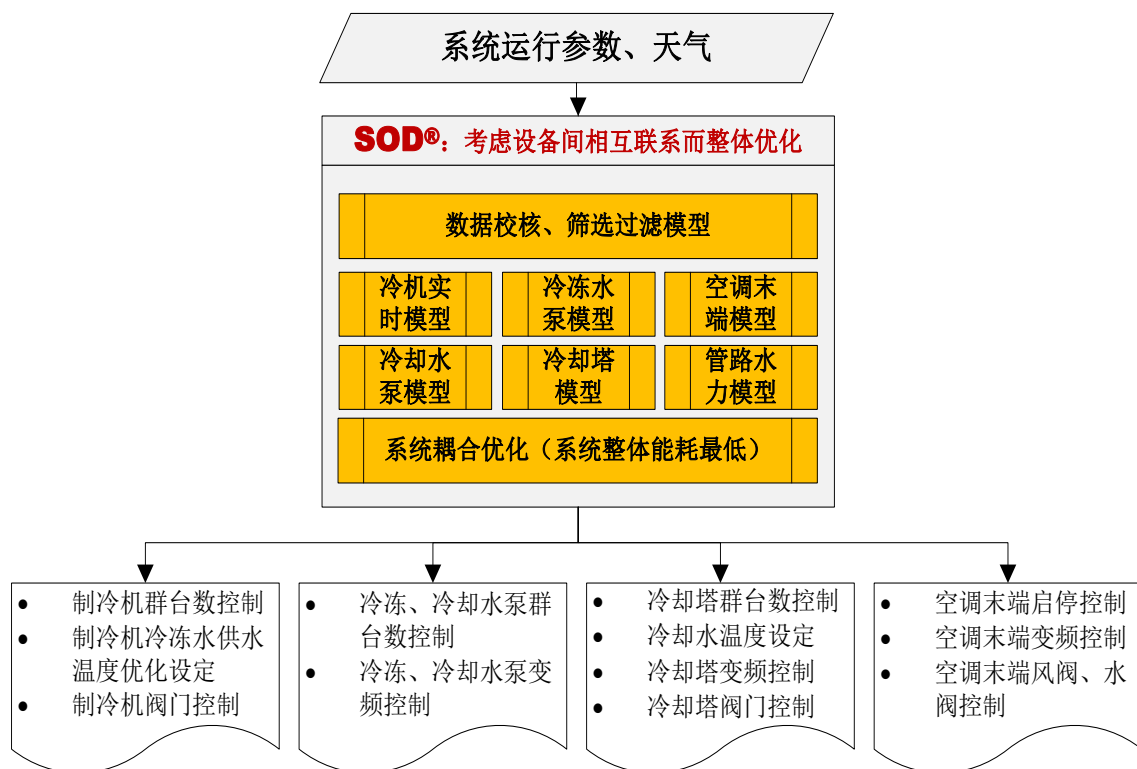 系统运行参数、天气
SOD®：考虑设备间相互联系而整体优化
数据校核、筛选过滤模型
冷机实
时模型
冷冻水
泵模型
空调末
端模型
冷却水
泵模型
冷却塔
模型
管路水
力模型
系统耦合优化（系统整体能耗最低）
• 制冷机群台数控制
• 制冷机冷冻水供水
温度优化设定
• 制冷机阀门控制
• 冷冻、冷却水泵群
台数控制
• 冷冻、冷却水泵变
频控制
• 冷却塔群台数控制
• 冷却水温度设定
• 冷却塔变频控制
• 冷却塔阀门控制
• 空调末端启停控制
• 空调末端变频控制
• 空调末端风阀、水
阀控制